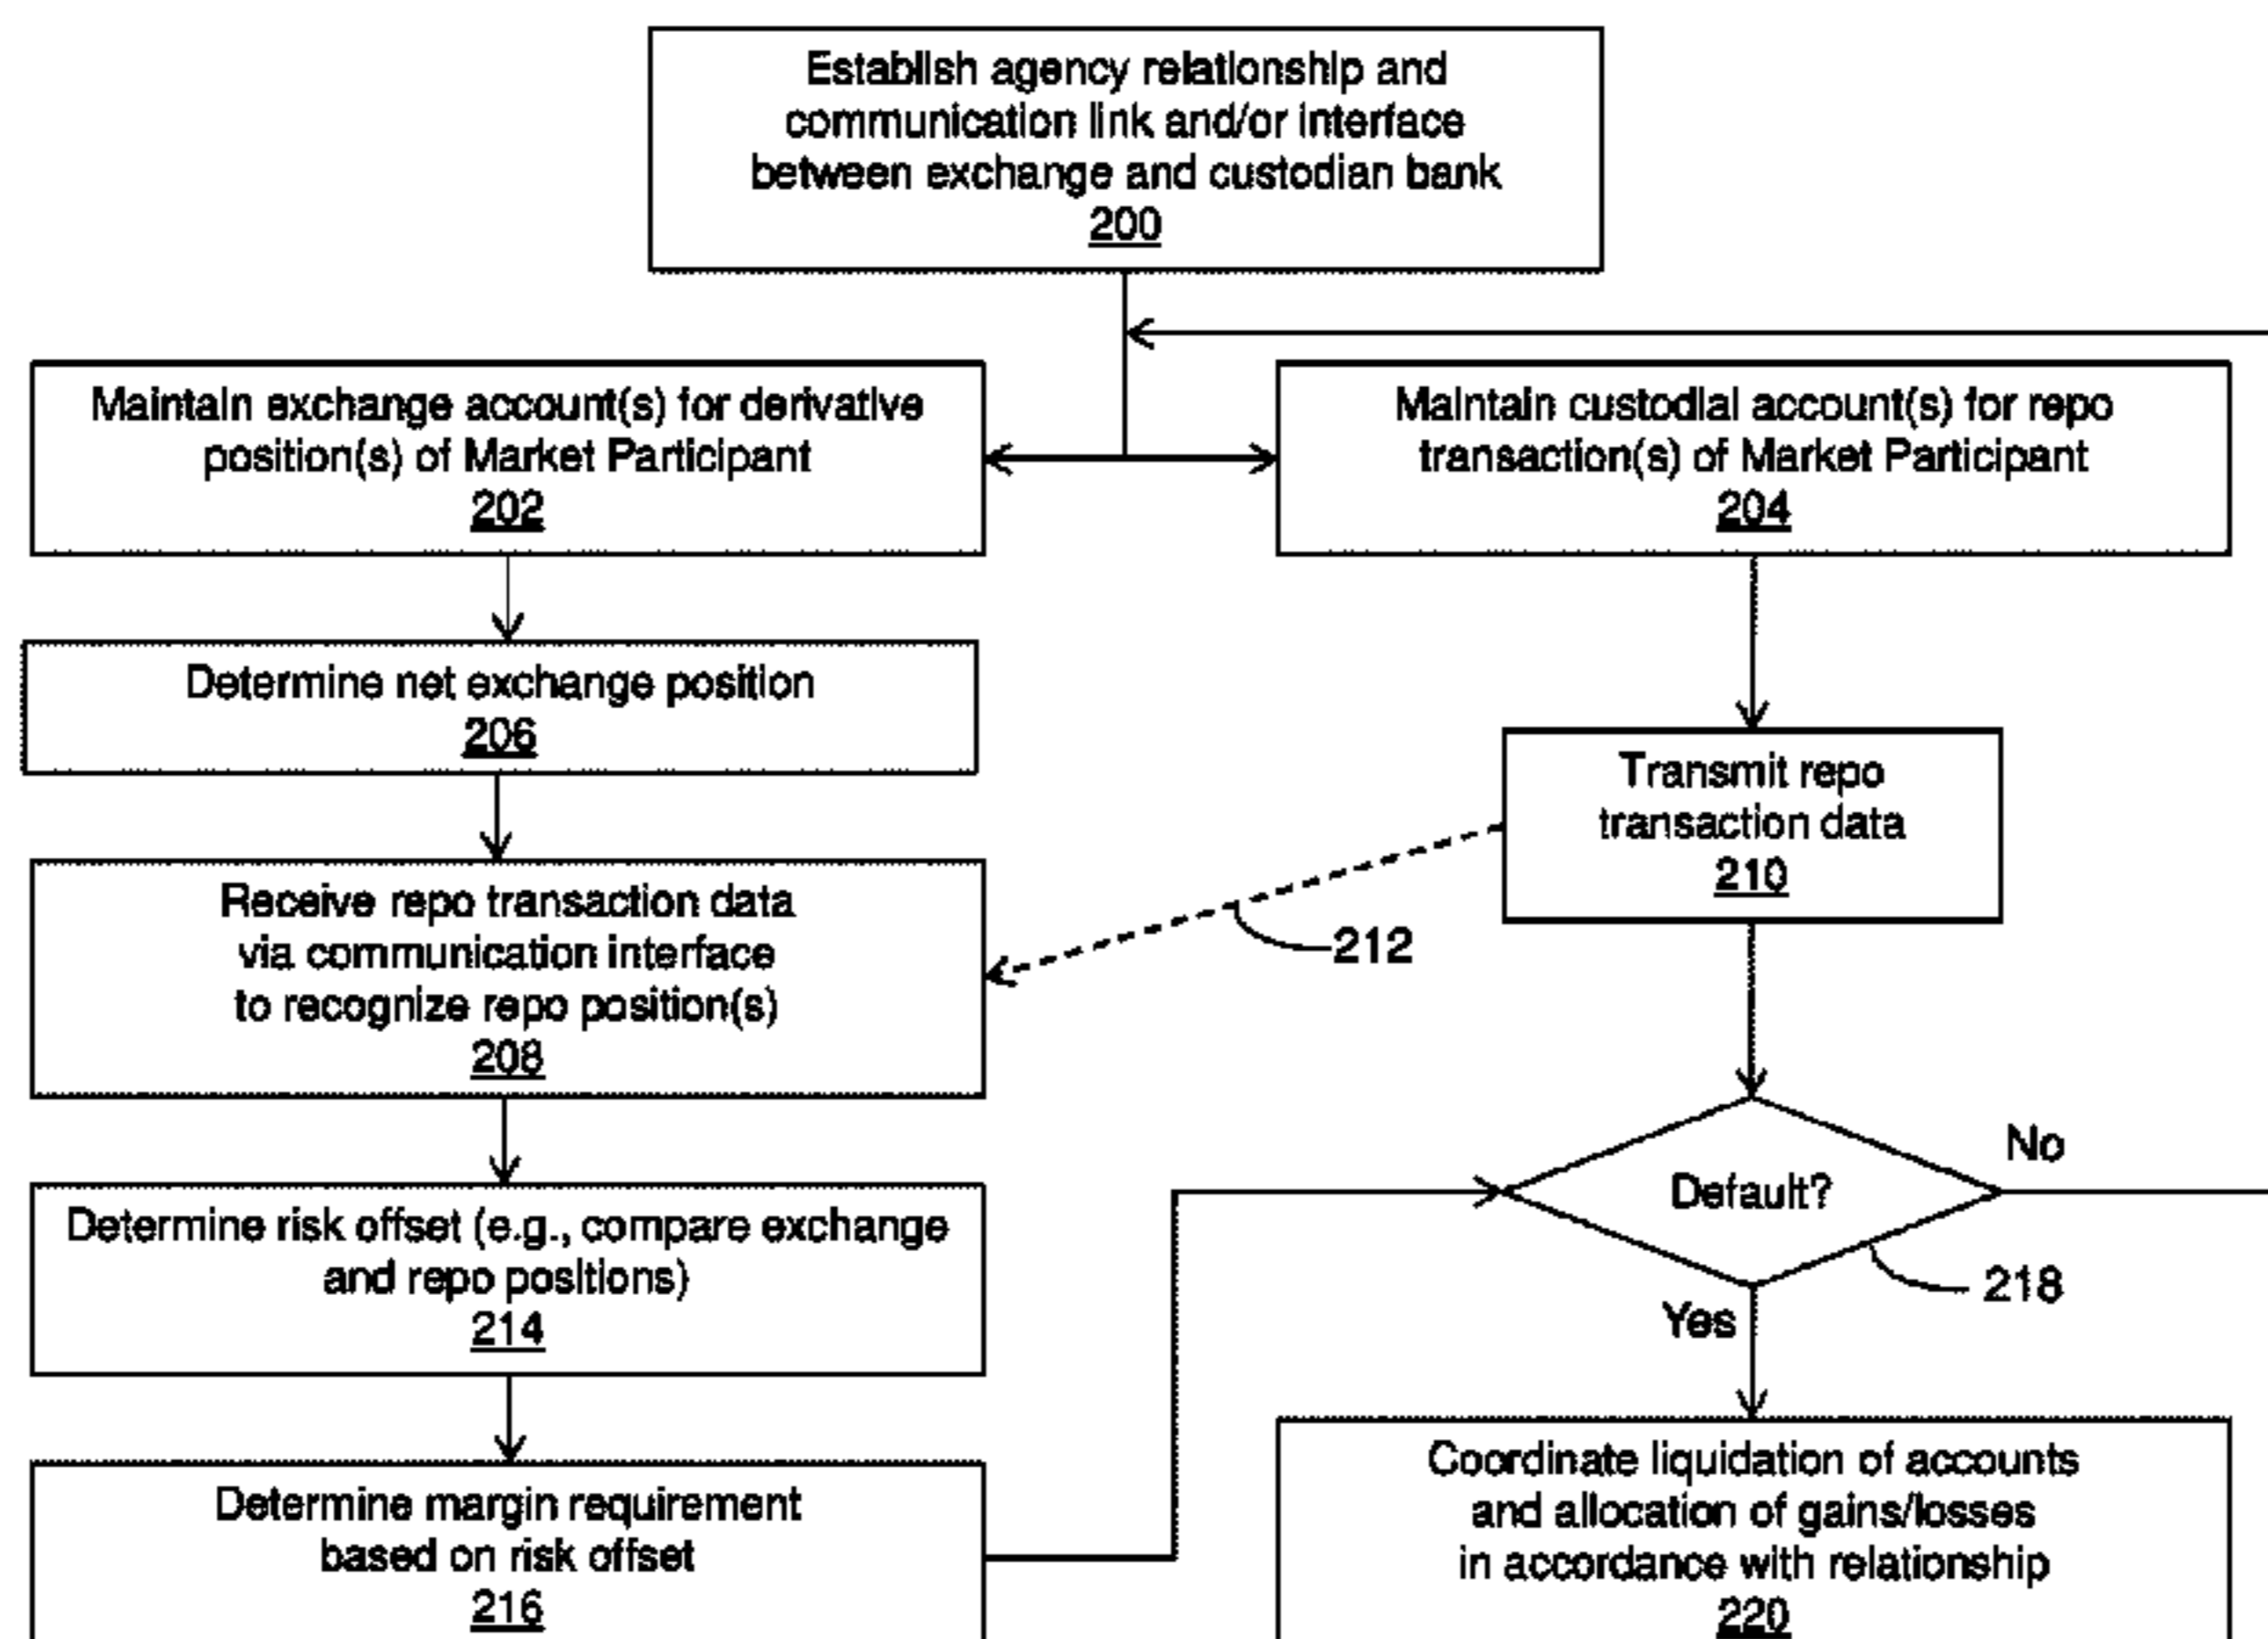 Establish agency relationship and
communication link and/or interface
between exchange and custodian bank
200
Maintain exchange account(s) for derivative
position(s) of Market Participant
202
Maintain custodial account(s) for repo
transaction(s) of Market Participant
204
Determine net exchange position
206
Transmit repo
transaction data
210
Receive repo transaction data
via communication interface
to recognize repo position(s)
208
212
Determine risk offset (e.g., compare exchange
and repo positions)
214
Default?
No
218
Yes
Determine margin requirement
based on risk offset
216
Coordinate liquidation of accounts
and allocation of gains/losses
in accordance with relationship
220